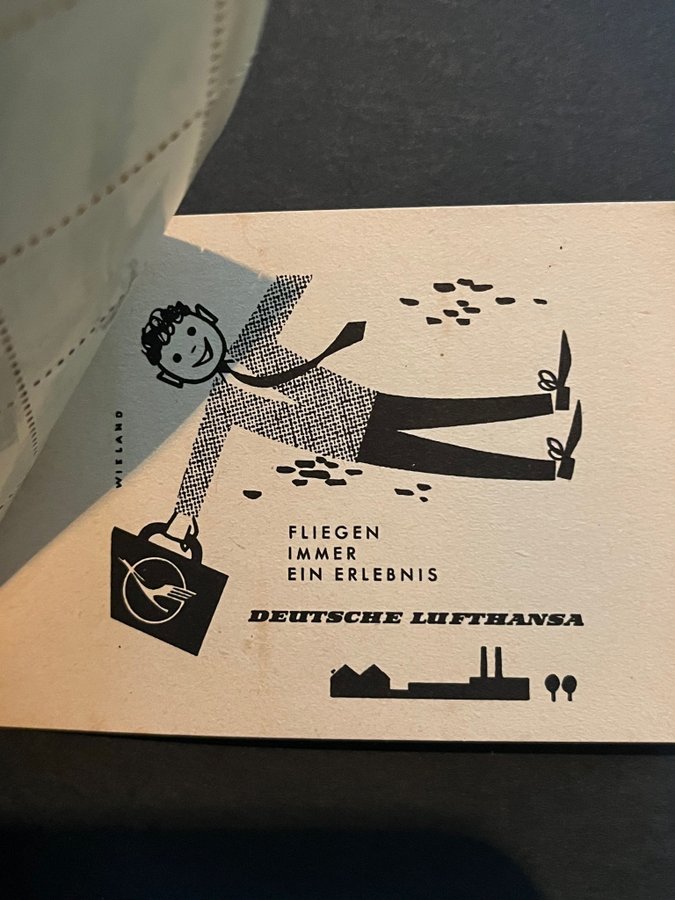 WIELAND
FLIEGEN
IMMER
EIN ERLEBNIS
DEUTSCHE LUFTHANSA